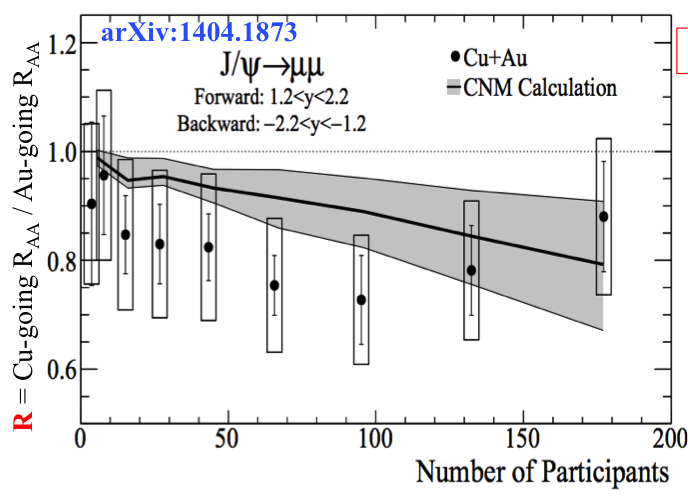 arXiv:1404.1873
J/ψ→μμ
Forward: 1.2<y<2.2
Backward: −2.2<y<−1.2
Cu+Au
CNM Calculation
R = Cu-going R_AA / Au-going R_AA
1.2
1.0
0.8
0.6
0 50 100 150 200
Number of Participants